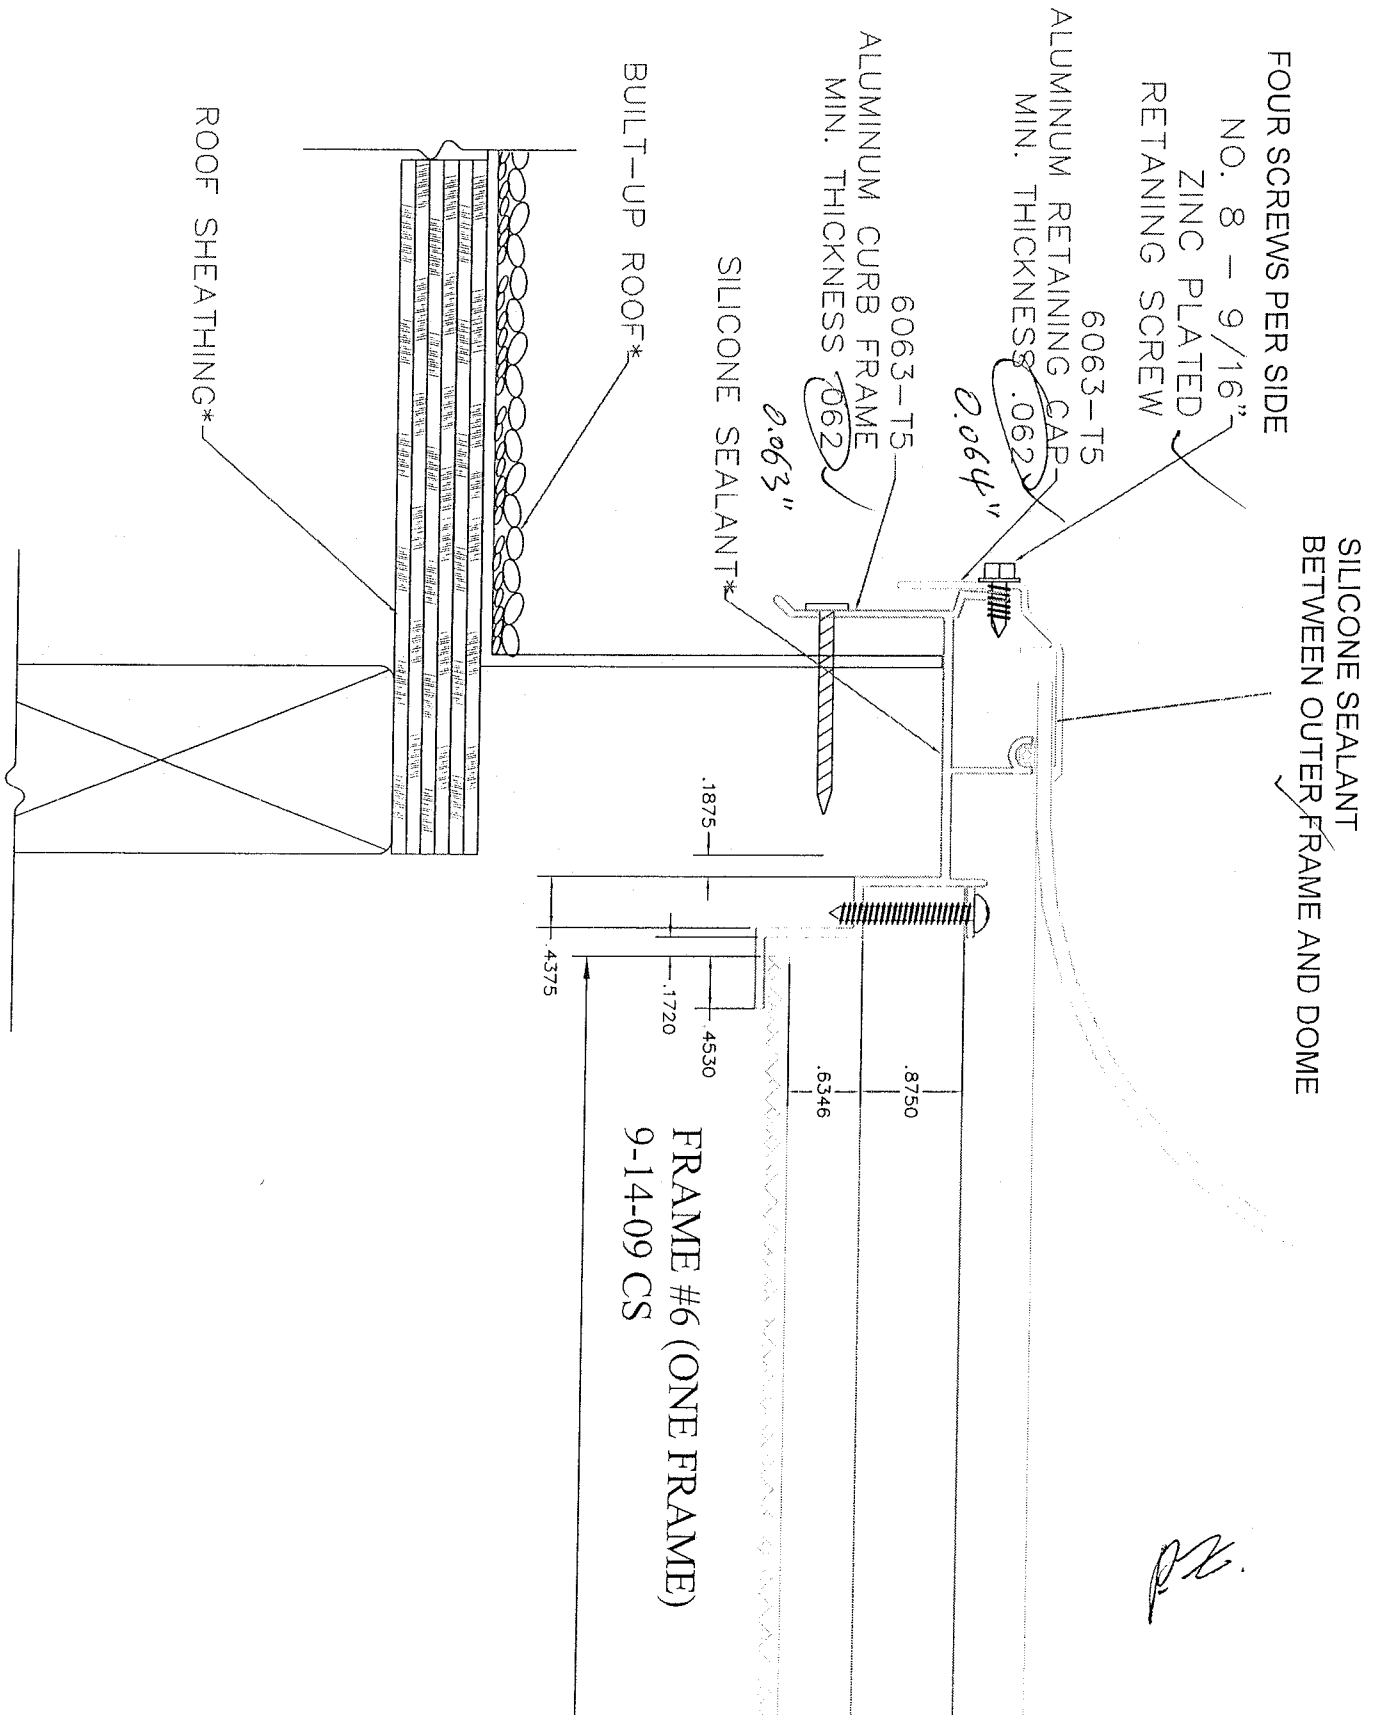 SILICONE SEALANT
BETWEEN OUTER FRAME AND DOME
FOUR SCREWS PER SIDE
NO. 8 – 9/16"
ZINC PLATED
RETANING SCREW
6063–T5
ALUMINUM RETAINING CAP
MIN. THICKNESS .062
0.064"
6063–T5
ALUMINUM CURB FRAME
MIN. THICKNESS .062
0.063"
SILICONE SEALANT*
BUILT–UP ROOF*
ROOF SHEATHING*
.8750
.6346
.1875
.4530
.1720
.4375
FRAME #6 (ONE FRAME)
9-14-09 CS